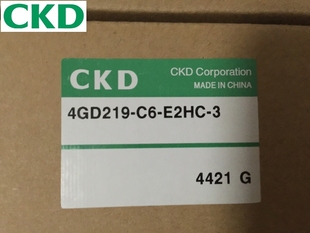 CKD
CKD
CKD Corporation
MADE IN CHINA
4GD219-C6-E2HC-3
4421 G